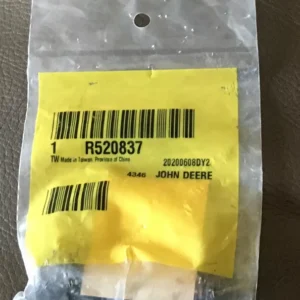 1 R520837
TW Made in Taiwan, Province of China 20200608DY2
4346 JOHN DEERE